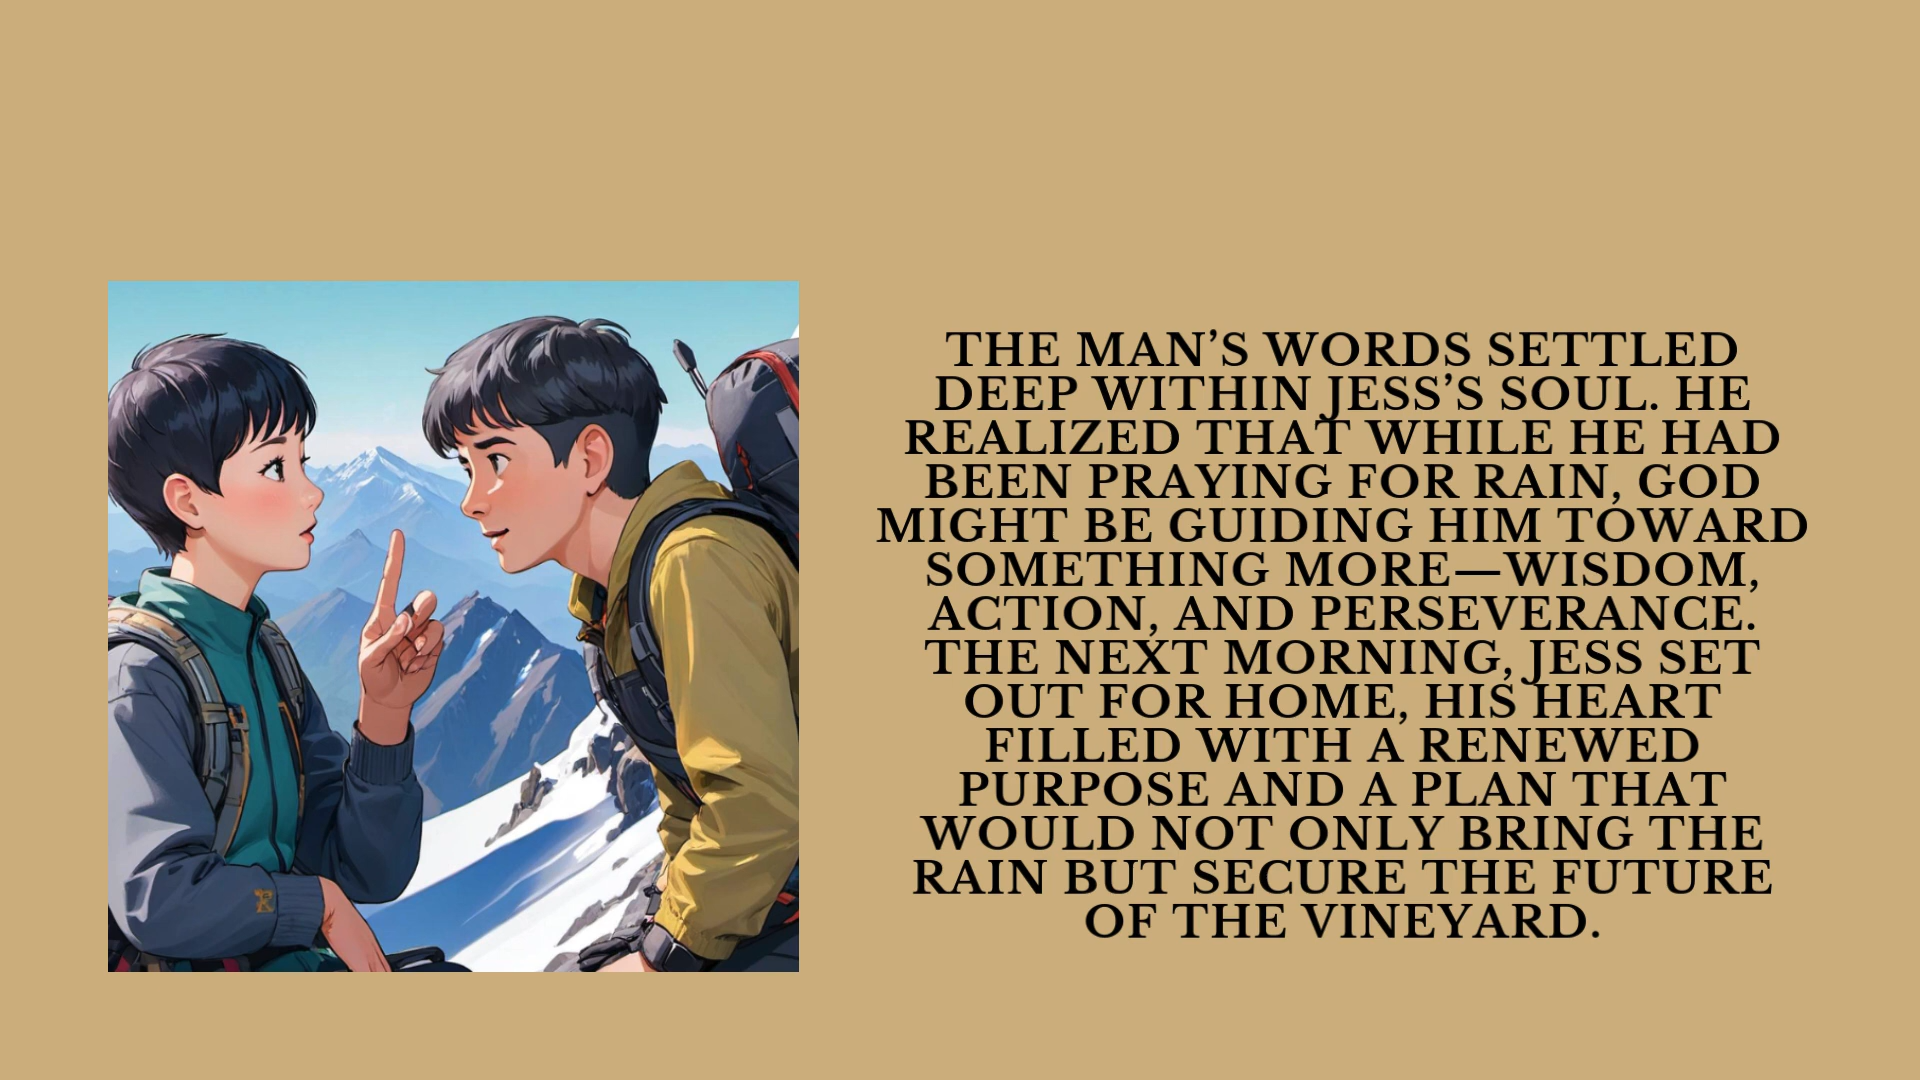 THE MAN’S WORDS SETTLED
DEEP WITHIN JESS’S SOUL. HE
REALIZED THAT WHILE HE HAD
BEEN PRAYING FOR RAIN, GOD
MIGHT BE GUIDING HIM TOWARD
SOMETHING MORE—WISDOM,
ACTION, AND PERSEVERANCE.
THE NEXT MORNING, JESS SET
OUT FOR HOME, HIS HEART
FILLED WITH A RENEWED
PURPOSE AND A PLAN THAT
WOULD NOT ONLY BRING THE
RAIN BUT SECURE THE FUTURE
OF THE VINEYARD.